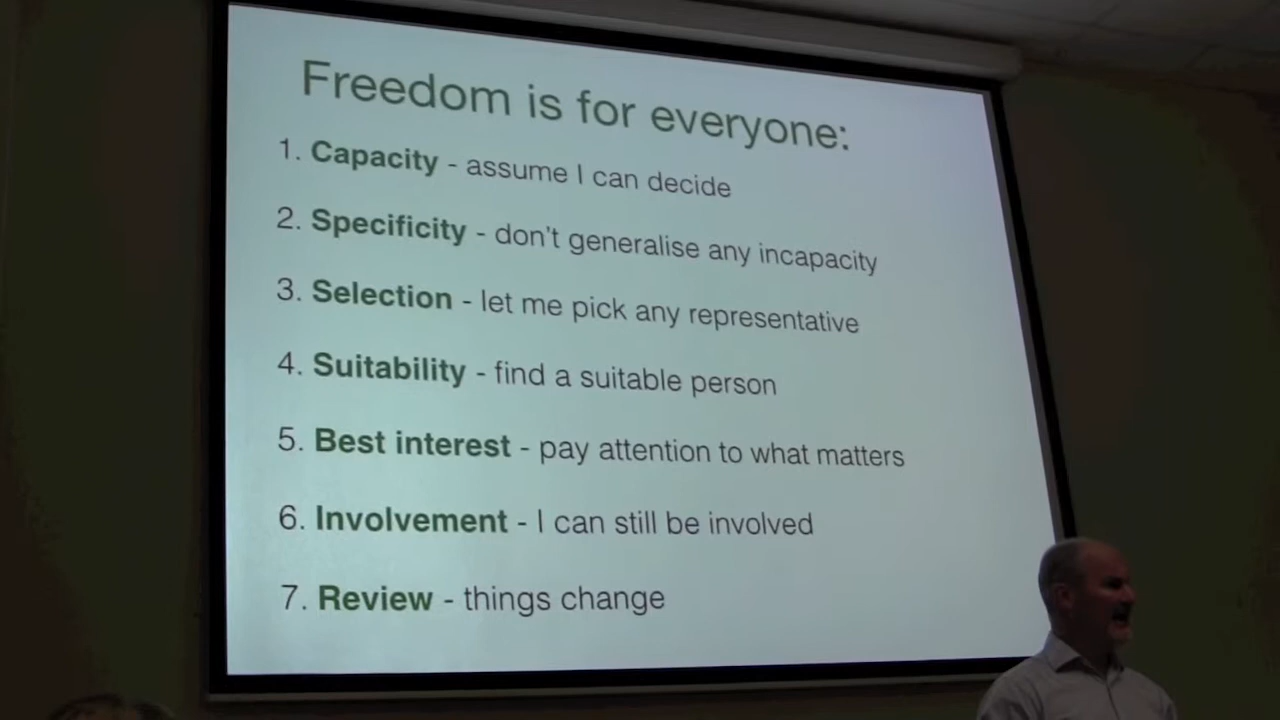 Freedom is for everyone:
1. Capacity - assume I can decide
2. Specificity - don't generalise any incapacity
3. Selection - let me pick any representative
4. Suitability - find a suitable person
5. Best interest - pay attention to what matters
6. Involvement - I can still be involved
7. Review - things change